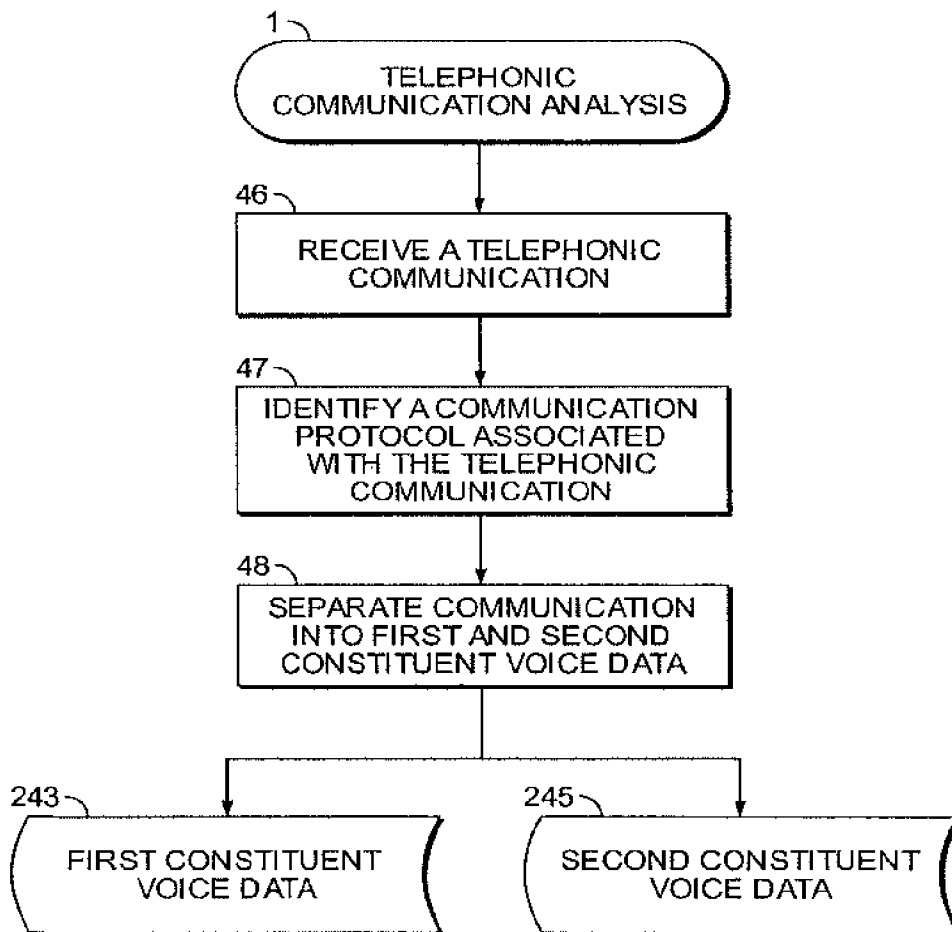 1
TELEPHONIC
COMMUNICATION ANALYSIS
46
RECEIVE A TELEPHONIC
COMMUNICATION
47
IDENTIFY A COMMUNICATION
PROTOCOL ASSOCIATED
WITH THE TELEPHONIC
COMMUNICATION
48
SEPARATE COMMUNICATION
INTO FIRST AND SECOND
CONSTITUENT VOICE DATA
243
FIRST CONSTITUENT
VOICE DATA
245
SECOND CONSTITUENT
VOICE DATA